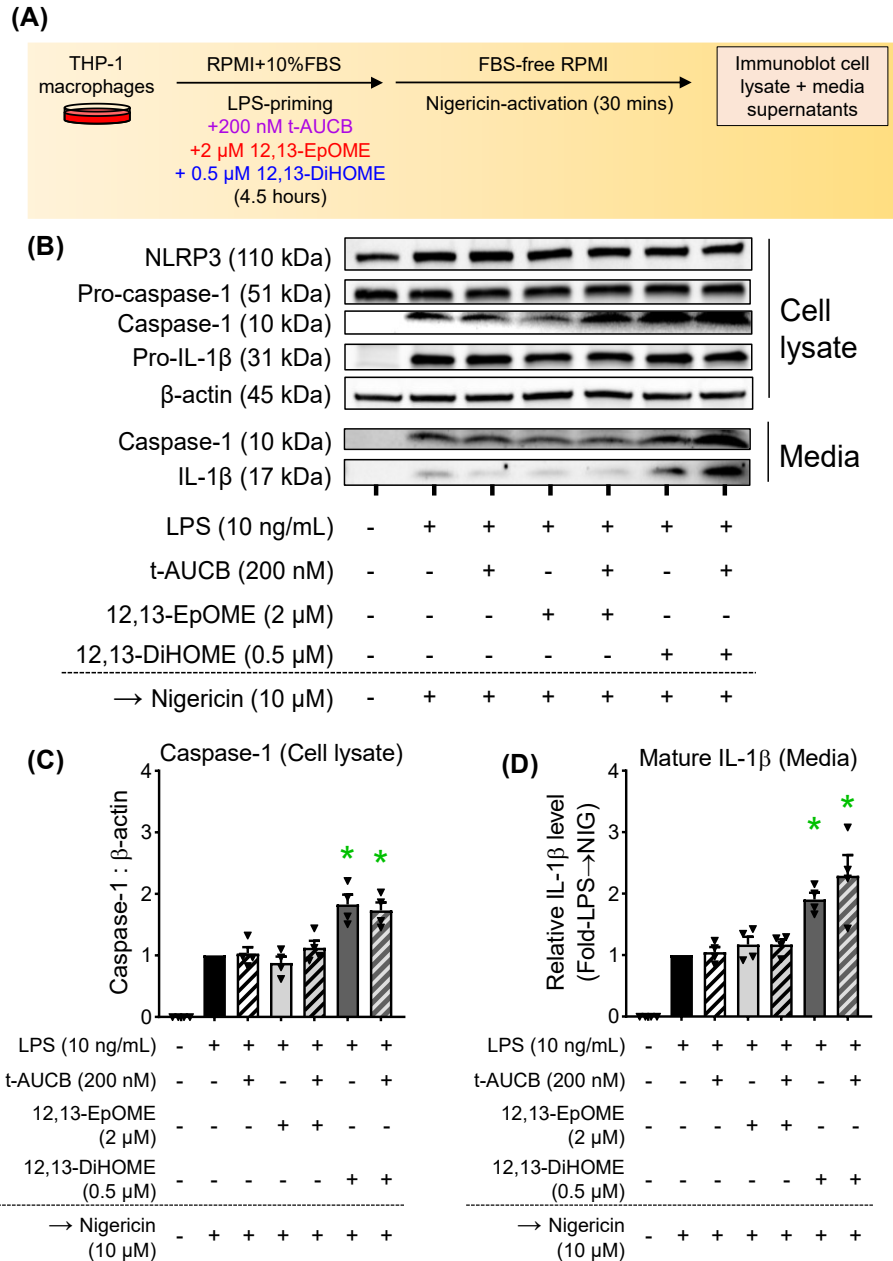 (A)
THP-1
macrophages
RPMI+10%FBS
LPS-priming
+200 nM t-AUCB
+2 µM 12,13-EpOME
+ 0.5 µM 12,13-DiHOME
(4.5 hours)
FBS-free RPMI
Nigericin-activation (30 mins)
Immunoblot cell
lysate + media
supernatants
(B)
NLRP3 (110 kDa)
Pro-caspase-1 (51 kDa)
Caspase-1 (10 kDa)
Pro-IL-1β (31 kDa)
β-actin (45 kDa)
Cell
lysate
Caspase-1 (10 kDa)
IL-1β (17 kDa)
Media
LPS (10 ng/mL) - + + + + + +
t-AUCB (200 nM) - - + - + - +
12,13-EpOME (2 µM) - - - + + - -
12,13-DiHOME (0.5 µM) - - - - - + +
→ Nigericin (10 µM) - + + + + + +
(C)
Caspase-1 (Cell lysate)
Caspase-1 : β-actin
4
3
2
1
0
* *
LPS (10 ng/mL) - + + + + + +
t-AUCB (200 nM) - - + - + - +
12,13-EpOME
(2 µM) - - - + + - -
12,13-DiHOME
(0.5 µM) - - - - - + +
→ Nigericin
(10 µM) - + + + + + +
(D)
Mature IL-1β (Media)
Relative IL-1β level
(Fold-LPS→NIG)
4
3
2
1
0
* *
LPS (10 ng/mL) - + + + + + +
t-AUCB (200 nM) - - + - + - +
12,13-EpOME
(2 µM) - - - + + - -
12,13-DiHOME
(0.5 µM) - - - - - + +
→ Nigericin
(10 µM) - + + + + + +